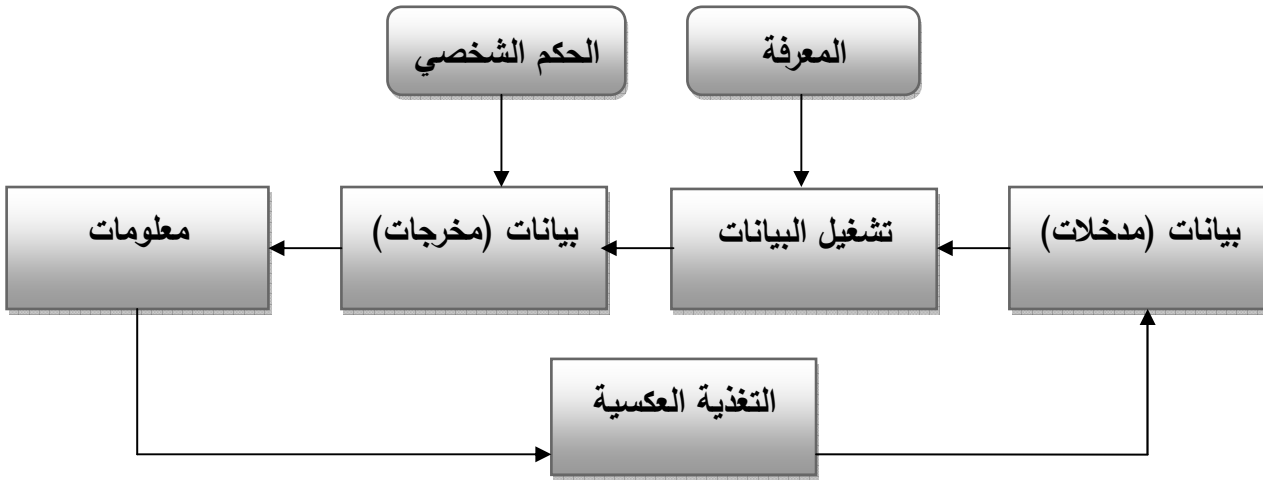 المعرفة
الحكم الشخصي
بيانات (مدخلات)
تشغيل البيانات
بيانات (مخرجات)
معلومات
التغذية العكسية